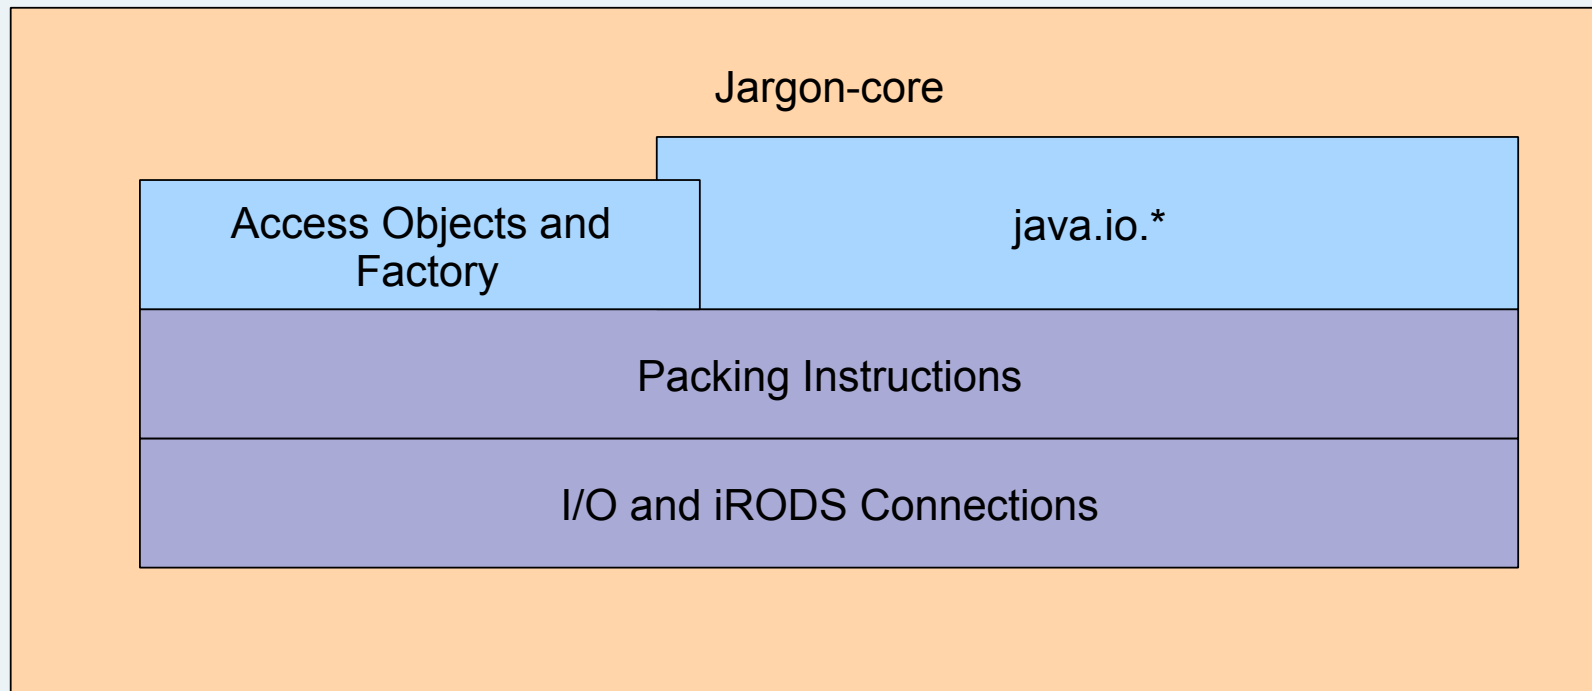 Jargon-core
Access Objects and
Factory
java.io.*
Packing Instructions
I/O and iRODS Connections